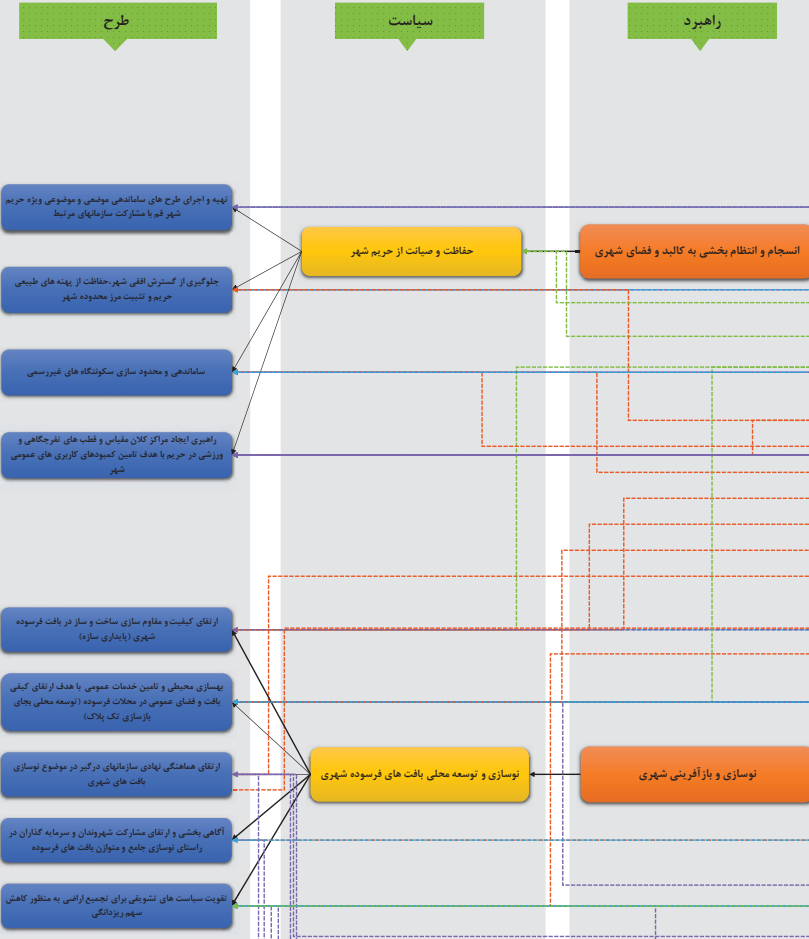 راهبرد
سیاست
طرح
تهیه و اجرای طرح های ساماندهی موضعی و موضوعی ویژه حریم
شهر قم با مشارکت سازمانهای مرتبط
انسجام و انتظام بخشی به کالبد و فضای شهری
حفاظت و صیانت از حریم شهر
جلوگیری از گسترش افقی شهر،حفاظت از پهنه های طبیعی
حریم و تثبیت مرز محدوده شهر
ساماندهی و محدود سازی سکونتگاه های غیررسمی
راهبری ایجاد مراکز کلان مقیاس و قطب های تفرجگاهی و
ورزشی در حریم با هدف تامین کمبودهای کاربری های عمومی
شهر
ارتقای کیفیت و مقاوم سازی ساخت و ساز در بافت فرسوده
شهری (پایداری سازه)
بهسازی محیطی و تامین خدمات عمومی با هدف ارتقای کیفی
بافت و فضای عمومی در محلات فرسوده (توسعه محلی بجای
بازسازی تک پلاک)
نوسازی و بازآفرینی شهری
نوسازی و توسعه محلی بافت های فرسوده شهری
ارتقای هماهنگی نهادی سازمانهای درگیر در موضوع نوسازی
بافت های شهری
آگاهی بخشی و ارتقای مشارکت شهروندان و سرمایه گذاران در
راستای نوسازی جامع و متوازن بافت های فرسوده
تقویت سیاست های تشویقی برای تجمیع اراضی به منظور کاهش
سهم ریزدانگی